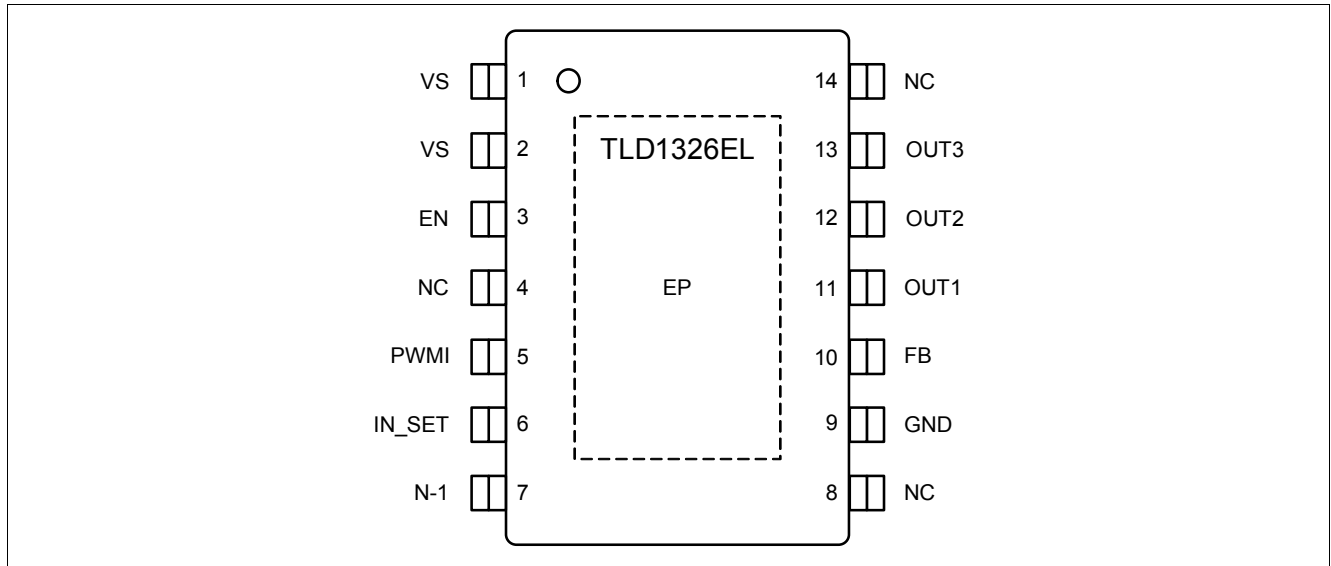 VS 1 14 NC
VS 2 TLD1326EL 13 OUT3
EN 3 12 OUT2
NC 4 EP 11 OUT1
PWMI 5 10 FB
IN_SET 6 9 GND
N-1 7 8 NC